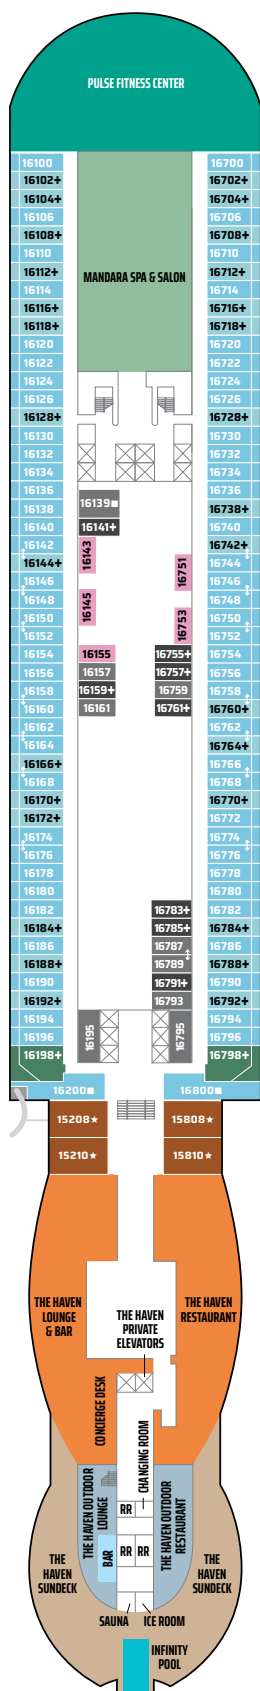 PULSE FITNESS CENTER
16100 16700
16102+ 16702+
16104+ 16704+
16106 16706
16108+ 16708+
16110 16710
16112+ MANDARA SPA & SALON 16712+
16114 16714
16116+ 16716+
16118+ 16718+
16120 16720
16122 16722
16124 16724
16126 16726
16128+ 16728+
16130 16730
16132 16732
16134 16734
16136 16736
16138 16139■ 16738+
16140 16141+ 16740
16142 16143 16742+
16144+ 16751 16744
16146 16746
16148 16145 16748
16150 16753 16750
16152 16752
16154 16155 16755+ 16754
16156 16157 16757+ 16756
16158 16159+ 16759 16758
16160 16161 16761+ 16760+
16162 16762
16164 16764+
16166+ 16766
16168 16768
16170+ 16770+
16172+ 16772
16174 16774
16176 16776
16178 16778
16180 16780
16182 16783+ 16782
16184+ 16785+ 16784+
16186 16787 16786
16188+ 16789 16788+
16190 16791+ 16790
16192+ 16793 16792+
16194 16195 16795 16794
16196 16796
16198+ 16798+
16200■ 16800■
15208★ 15808★
15210★ 15810★
THE HAVEN
LOUNGE
& BAR
THE HAVEN
PRIVATE
ELEVATORS
THE HAVEN
RESTAURANT
CONCIERGE DESK
CHANGING ROOM
THE HAVEN OUTDOOR
LOUNGE
RR
BAR
RR RR
THE HAVEN OUTDOOR
RESTAURANT
THE
HAVEN
SUNDECK
THE
HAVEN
SUNDECK
SAUNA ICE ROOM
INFINITY
POOL